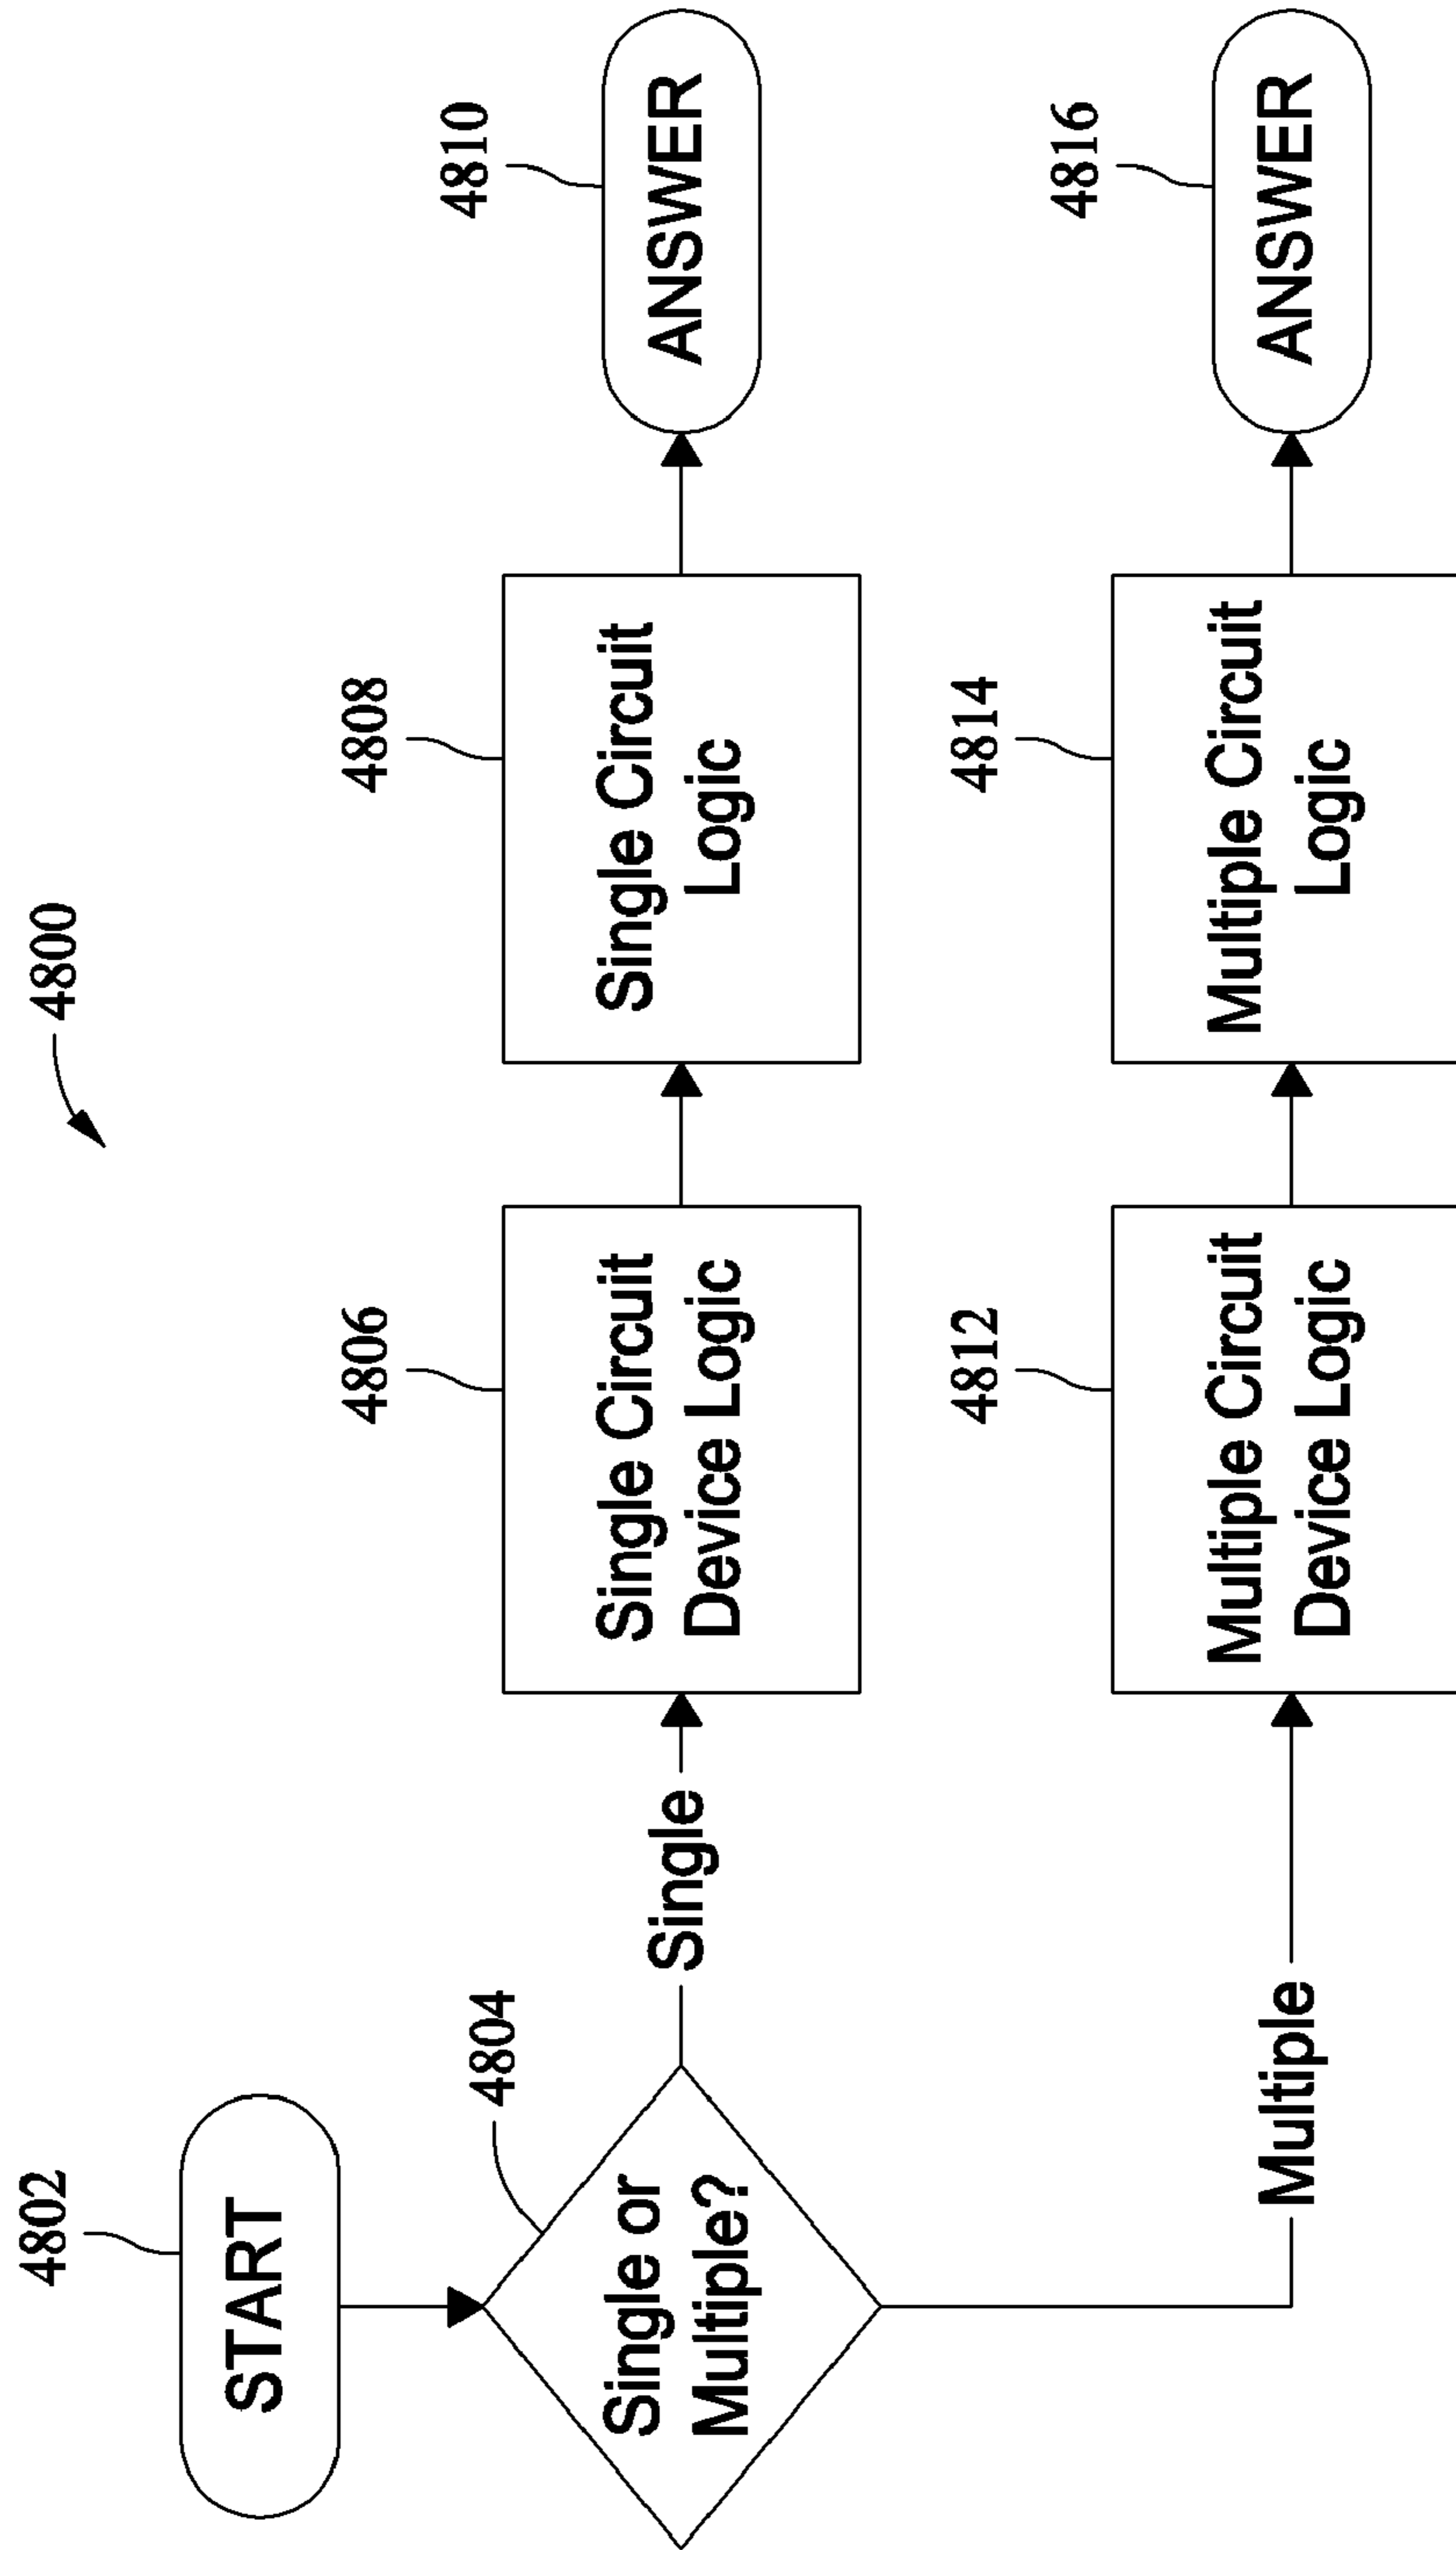 4800
4802
START
4804
Single or
Multiple?
Single
4806
Single Circuit
Device Logic
4808
Single Circuit
Logic
4810
ANSWER
Multiple
4812
Multiple Circuit
Device Logic
4814
Multiple Circuit
Logic
4816
ANSWER